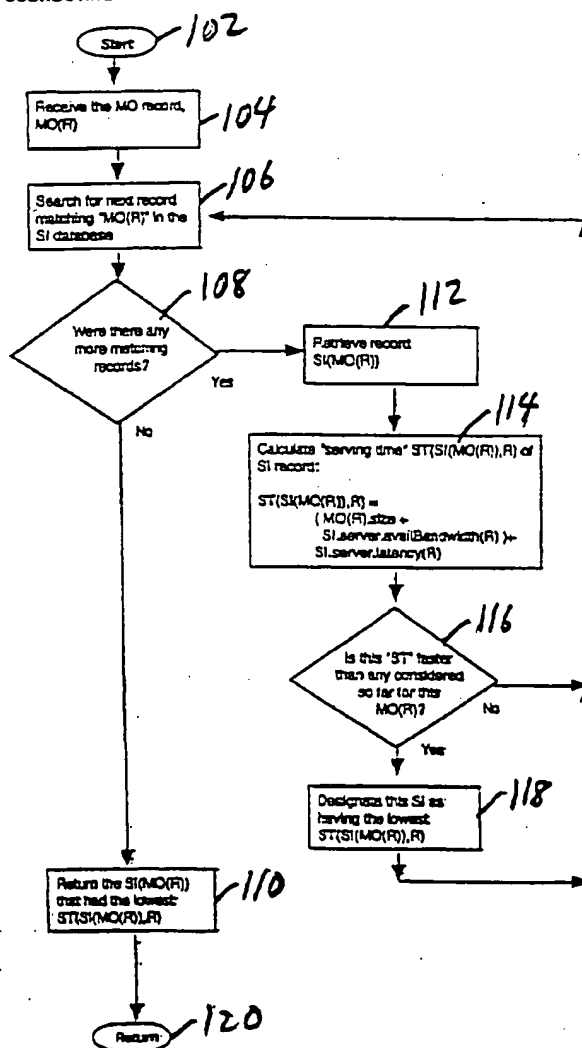 102
Start
Receive the MO record,
MO(R)
104
106
Search for next record
matching "MO(R)" in the
SI database
108
Were there any
more matching
records?
Yes
No
112
Retrieve record
SI(MO(R))
114
Calculate "serving time" ST(SI(MO(R)),R) of
SI record:
ST(SI(MO(R)),R) =
( MO(R).size ÷
SI.server.availBandwidth(R) )+
SI.server.latency(R)
116
Is this "ST" faster
than any considered
so far for this
MO(R)?
No
Yes
118
Designate this SI as
having the lowest
ST(SI(MO(R)),R)
Return the SI(MO(R))
that had the lowest
ST(SI(MO(R)),R)
110
Return
120